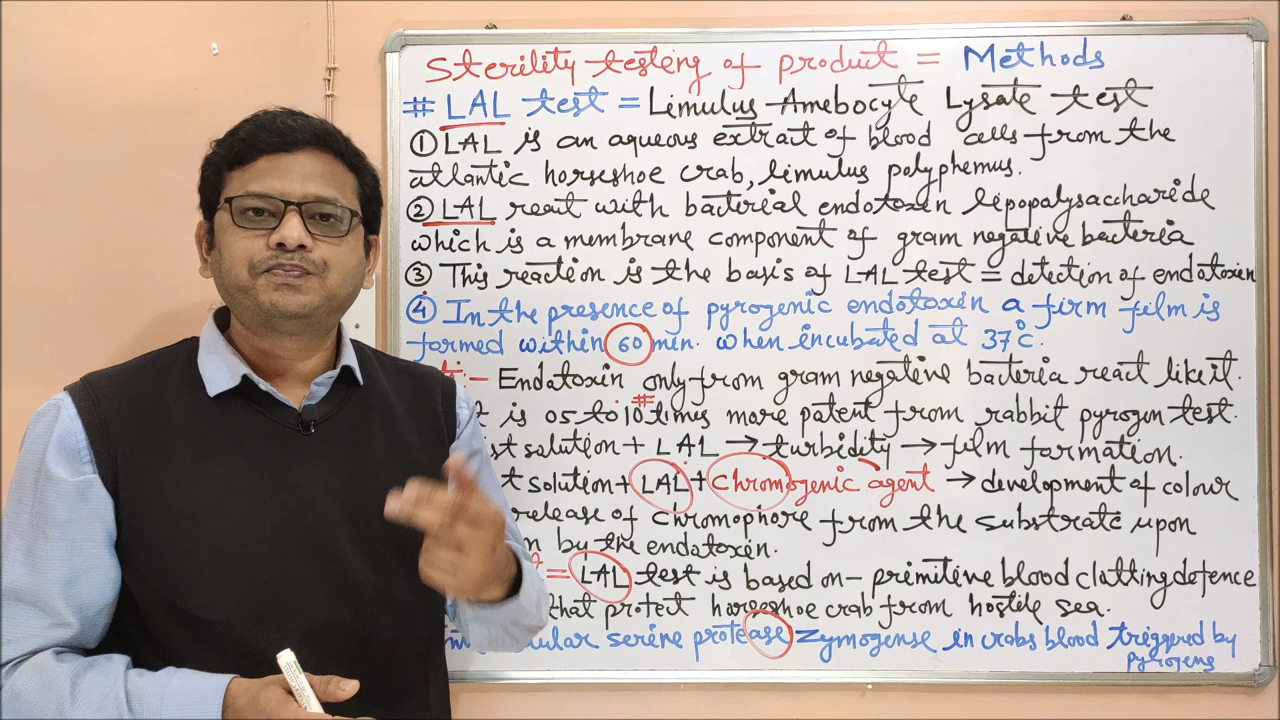 Sterility testing of product = Methods
# LAL test = Limulus Amebocyte Lysate test
① LAL is an aqueous extract of blood cells from the
atlantic horseshoe crab, limulus polyphemus.
② LAL react with bacterial endotoxin lipopolysaccharide
which is a membrane component of gram negative bacteria
③ This reaction is the basis of LAL test = detection of endotoxin
④ In the presence of pyrogenic endotoxin a firm film is
formed within 60 min. when incubated at 37°c.
:- Endotoxin only from gram negative bacteria react like it.
is 05 to 10 times more potent from rabbit pyrogen test.
solution + LAL → turbidity → film formation.
solution + LAL + Chromogenic agent → development of colour
release of chromophore from the substrate upon
by the endotoxin.
= LAL test is based on - primitive blood clotting defence
that protect horseshoe crab from hostile sea.
serine protease zymogense in crabs blood triggered by
pyrogens